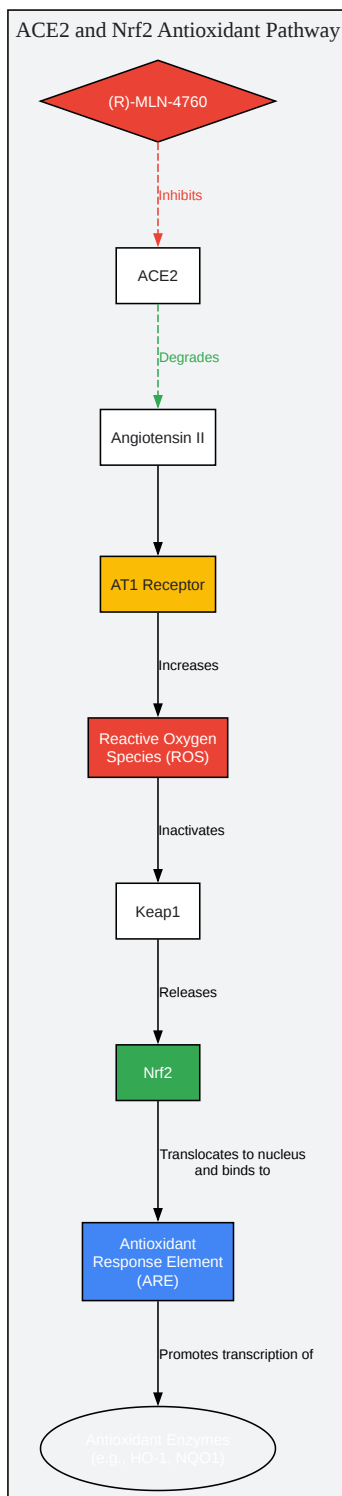 ACE2 and Nrf2 Antioxidant Pathway
(R)-MLN-4760
Inhibits
ACE2
Degrades
Angiotensin II
AT1 Receptor
Increases
Reactive Oxygen
Species (ROS)
Inactivates
Keap1
Releases
Nrf2
Translocates to nucleus
and binds to
Antioxidant
Response Element
(ARE)
Promotes transcription of
Antioxidant Enzymes
(e.g., HO-1, NQO1)